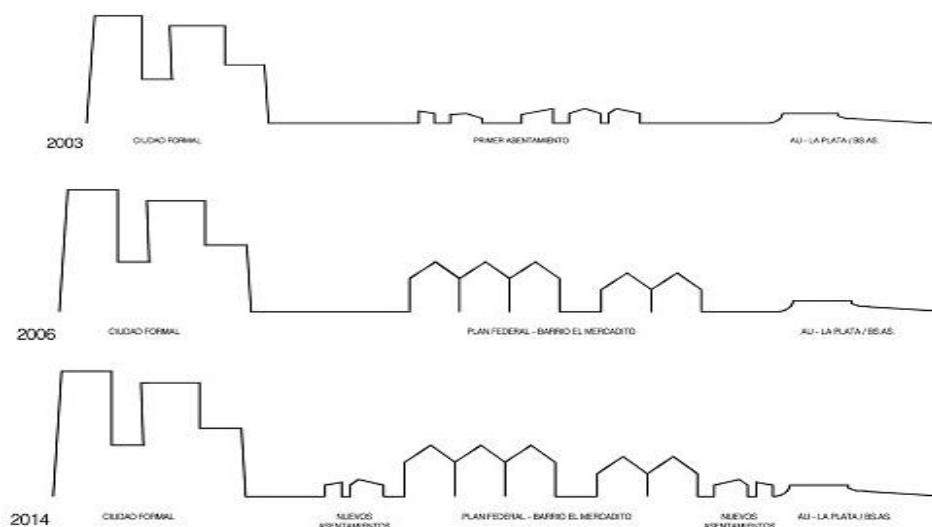 2003 CIUDAD FORMAL PRIMER ASENTAMIENTO AU - LA PLATA / BS.AS.
2006 CIUDAD FORMAL PLAN FEDERAL - BARRIO EL MERCADITO AU - LA PLATA / BS.AS.
2014 CIUDAD FORMAL NUEVOS PLAN FEDERAL - BARRIO EL MERCADITO NUEVOS AU - LA PLATA / BS.AS.
ASENTAMIENTOS ASENTAMIENTOS